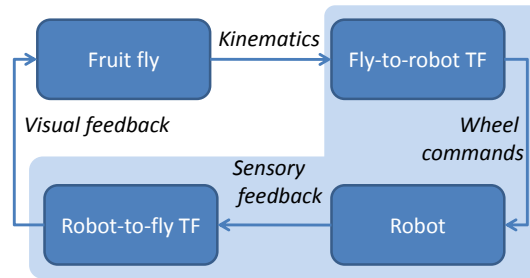 Kinematics
Fruit fly
Fly-to-robot TF
Visual feedback
Wheel
commands
Sensory
feedback
Robot-to-fly TF
Robot